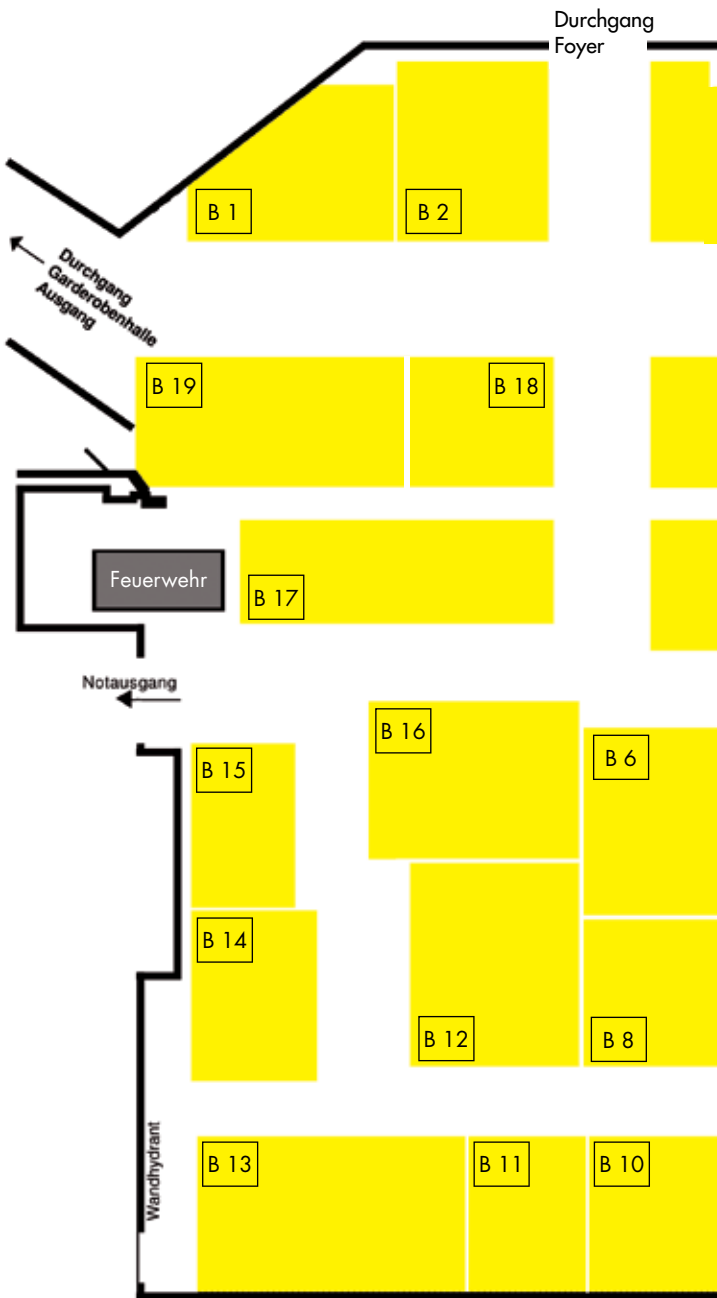 Durchgang
Foyer
B 1
B 2
Durchgang
Garderobenhalle
Ausgang
B 19
B 18
Feuerwehr
B 17
Notausgang
B 16
B 6
B 15
B 14
B 12
B 8
Wandhydrant
B 13
B 11
B 10